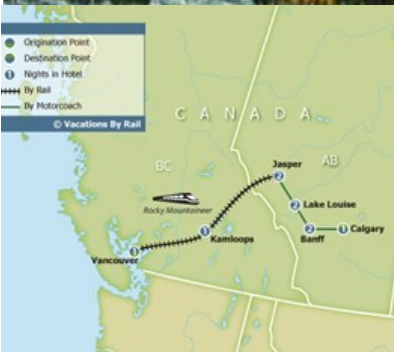 Origination Point
Destination Point
1 Nights in Hotel
By Rail
By Motorcoach
© Vacations By Rail
CANADA
BC
AB
Jasper
2
Rocky Mountaineer
2 Lake Louise
1
Kamloops
2
Banff
1 Calgary
1
Vancouver